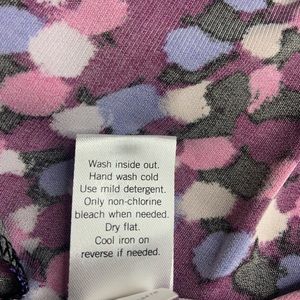 Wash inside out.
Hand wash cold
Use mild detergent.
Only non-chlorine
bleach when needed.
Dry flat.
Cool iron on
reverse if needed.